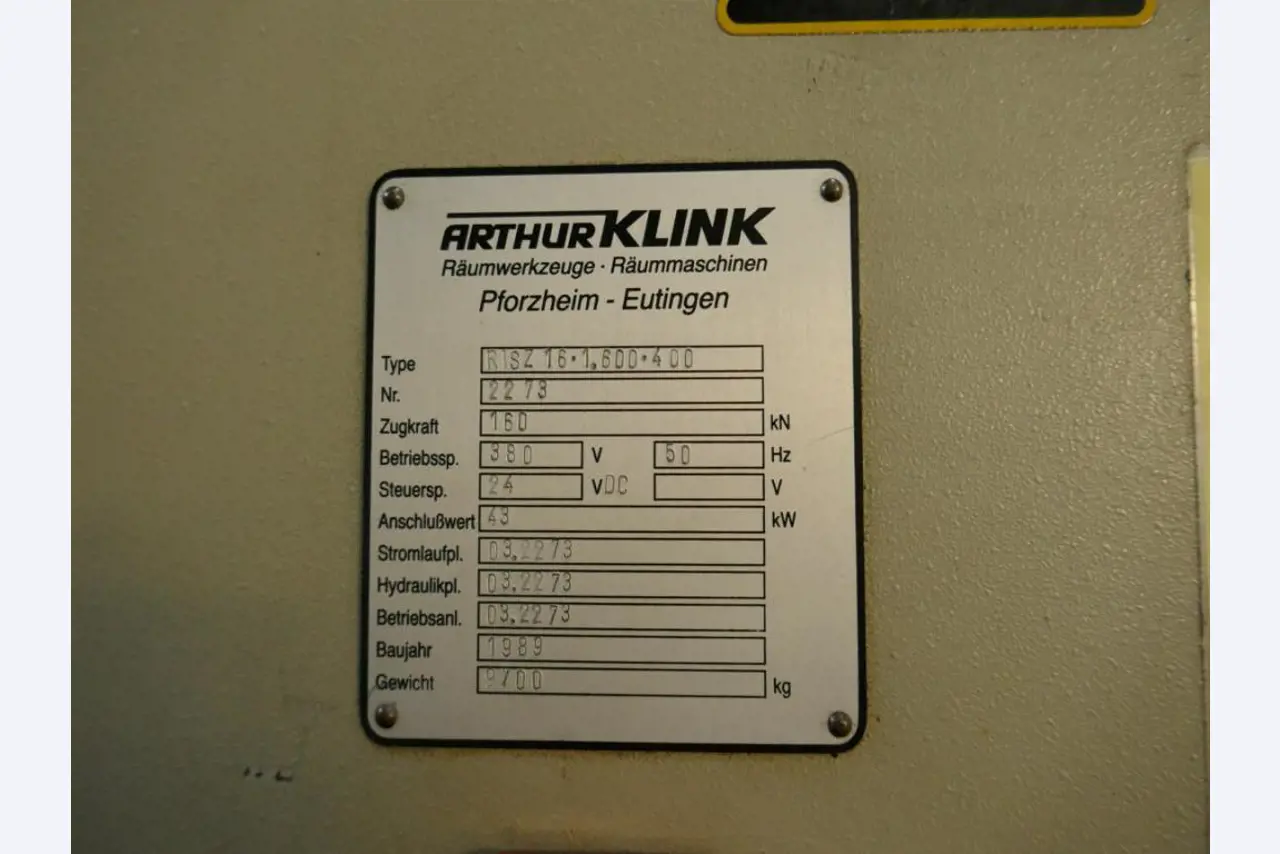 ARTHUR KLINK
Räumwerkzeuge · Räummaschinen
Pforzheim - Eutingen
Type RISZ 16·1,600·400
Nr. 2273
Zugkraft 160 kN
Betriebssp. 380 V 50 Hz
Steuersp. 24 VDC V
Anschlußwert 43 kW
Stromlaufpl. 03.2273
Hydraulikpl. 03.2273
Betriebsanl. 03.2273
Baujahr 1989
Gewicht 9700 kg